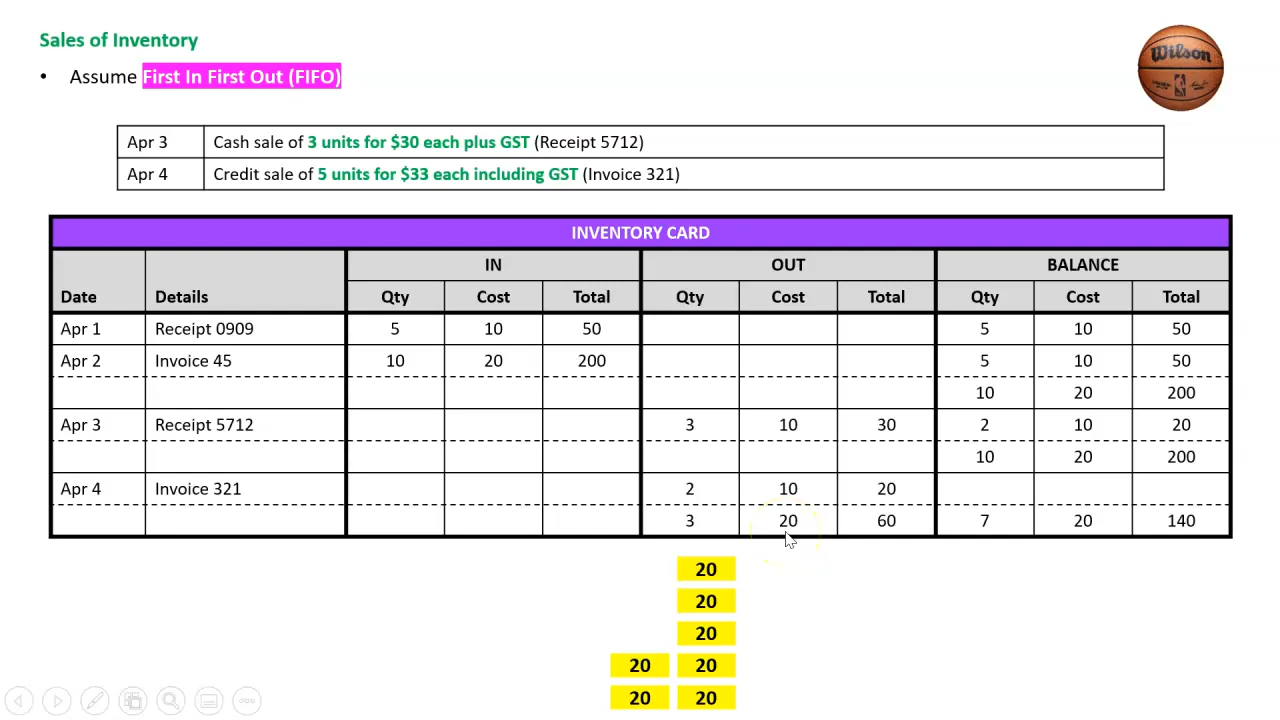 Sales of Inventory
• Assume First In First Out (FIFO)
Wilson
Apr 3 Cash sale of 3 units for $30 each plus GST (Receipt 5712)
Apr 4 Credit sale of 5 units for $33 each including GST (Invoice 321)
INVENTORY CARD
IN OUT BALANCE
Date Details Qty Cost Total Qty Cost Total Qty Cost Total
Apr 1 Receipt 0909 5 10 50 5 10 50
Apr 2 Invoice 45 10 20 200 5 10 50
10 20 200
Apr 3 Receipt 5712 3 10 30 2 10 20
10 20 200
Apr 4 Invoice 321 2 10 20
3 20 60 7 20 140
20
20
20
20 20
20 20